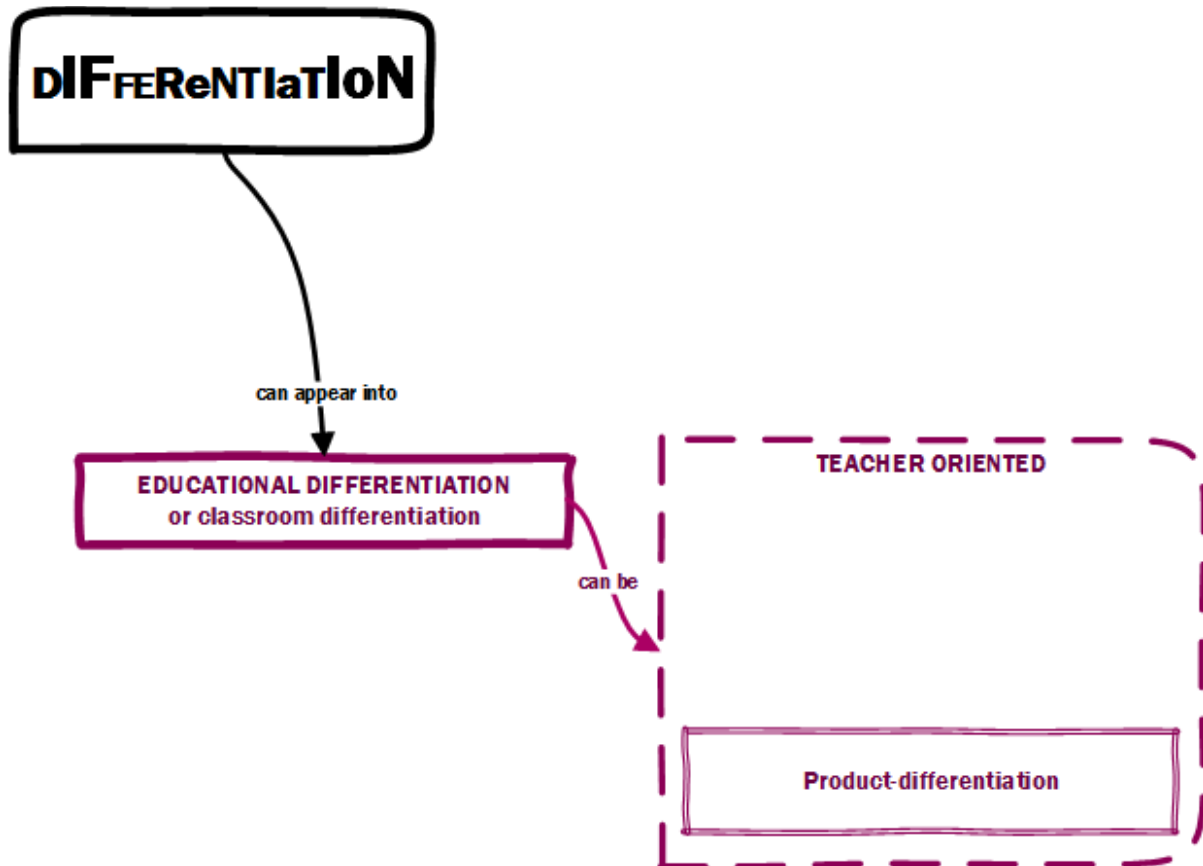 DIFFEReNTIaTIoN
can appear into
EDUCATIONAL DIFFERENTIATION
or classroom differentiation
can be
TEACHER ORIENTED
Product-differentiation